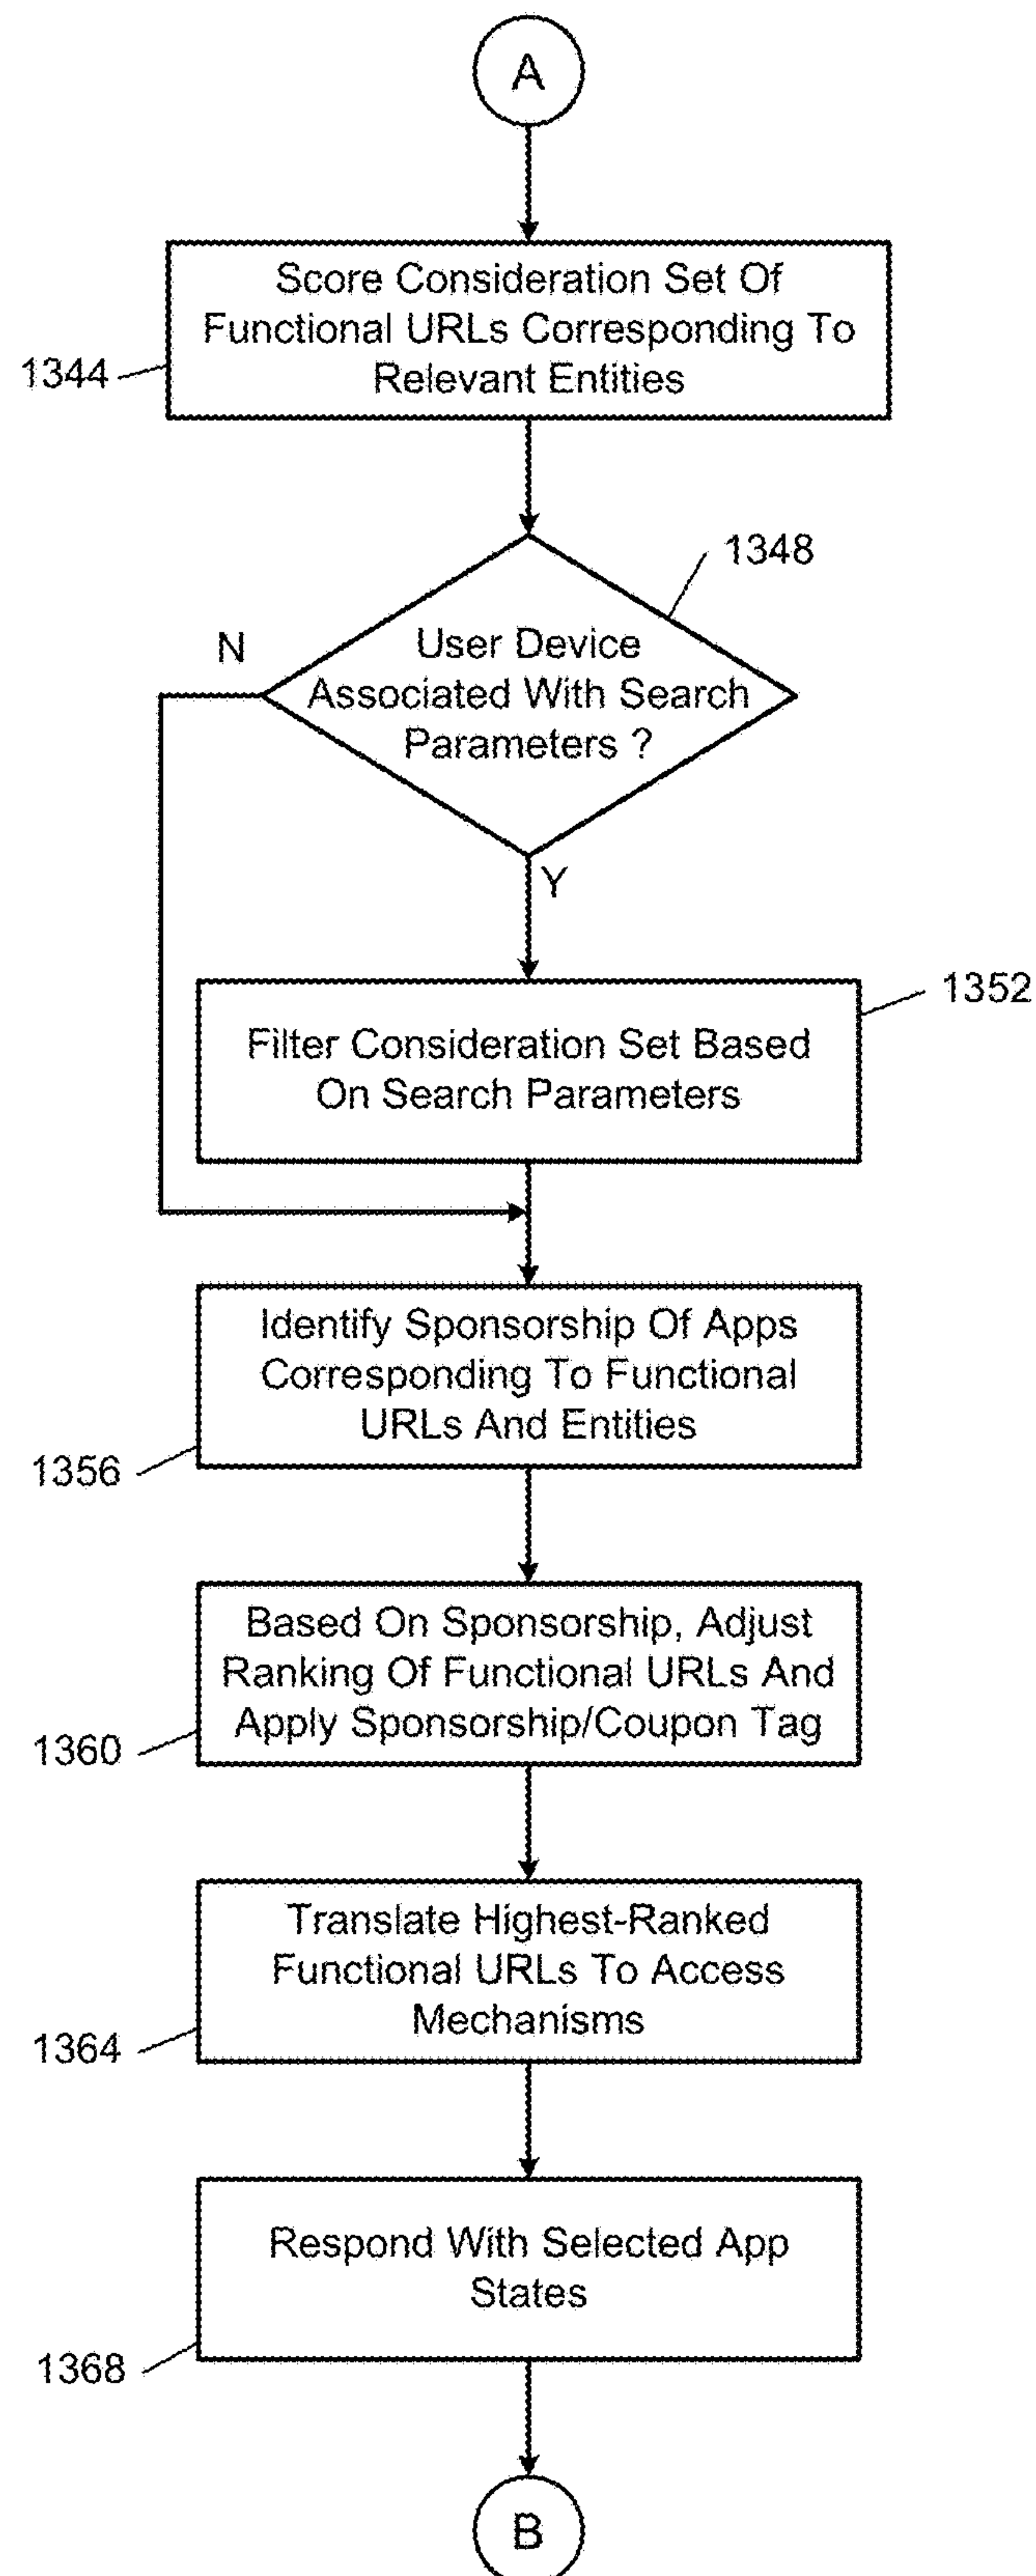 A
Score Consideration Set Of
Functional URLs Corresponding To
Relevant Entities
1344
1348
N
User Device
Associated With Search
Parameters ?
Y
1352
Filter Consideration Set Based
On Search Parameters
Identify Sponsorship Of Apps
Corresponding To Functional
URLs And Entities
1356
Based On Sponsorship, Adjust
Ranking Of Functional URLs And
Apply Sponsorship/Coupon Tag
1360
Translate Highest-Ranked
Functional URLs To Access
Mechanisms
1364
Respond With Selected App
States
1368
B